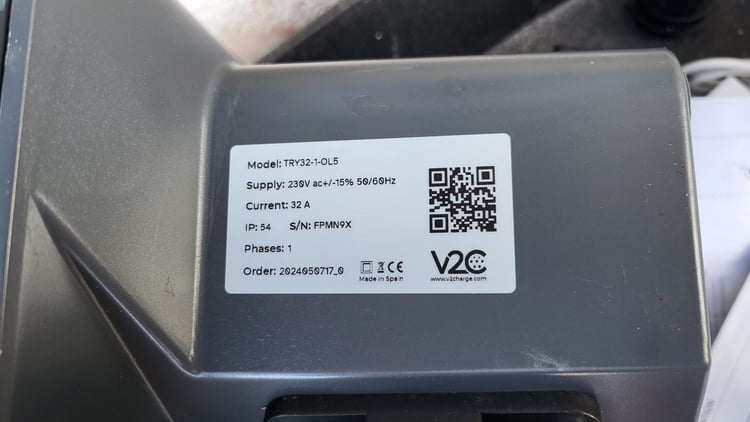 Model: TRY32-1-OL5
Supply: 230V ac+/-15% 50/60Hz
Current: 32 A
IP: 54 S/N: FPMN9X
Phases: 1
Order: 2024050717_0
CE
Made in Spain
V2C
www.v2charge.com